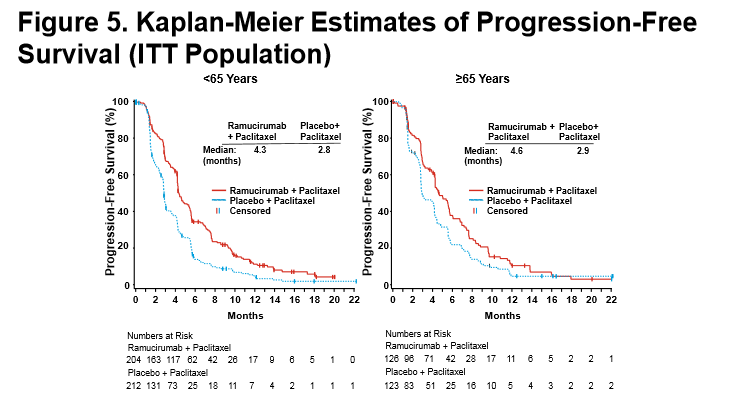 Figure 5. Kaplan-Meier Estimates of Progression-Free
Survival (ITT Population)
<65 Years
Progression-Free Survival (%)
100
80
60
40
20
0
Ramucirumab + Paclitaxel
Placebo+ Paclitaxel
Median: (months)
4.3
2.8
Ramucirumab + Paclitaxel
Placebo + Paclitaxel
Censored
0 2 4 6 8 10 12 14 16 18 20 22
Months
Numbers at Risk
Ramucirumab + Paclitaxel
204 163 117 62 42 26 17 9 6 5 1 0
Placebo + Paclitaxel
212 131 73 25 18 11 7 4 2 1 1 1
≥65 Years
Progression-Free Survival (%)
100
80
60
40
20
0
Ramucirumab + Paclitaxel
Placebo+ Paclitaxel
Median: (months)
4.6
2.9
Ramucirumab + Paclitaxel
Placebo + Paclitaxel
Censored
0 2 4 6 8 10 12 14 16 18 20 22
Months
Numbers at Risk
Ramucirumab + Paclitaxel
126 96 71 42 28 17 11 6 5 2 2 1
Placebo + Paclitaxel
123 83 51 25 16 10 5 4 3 2 2 2